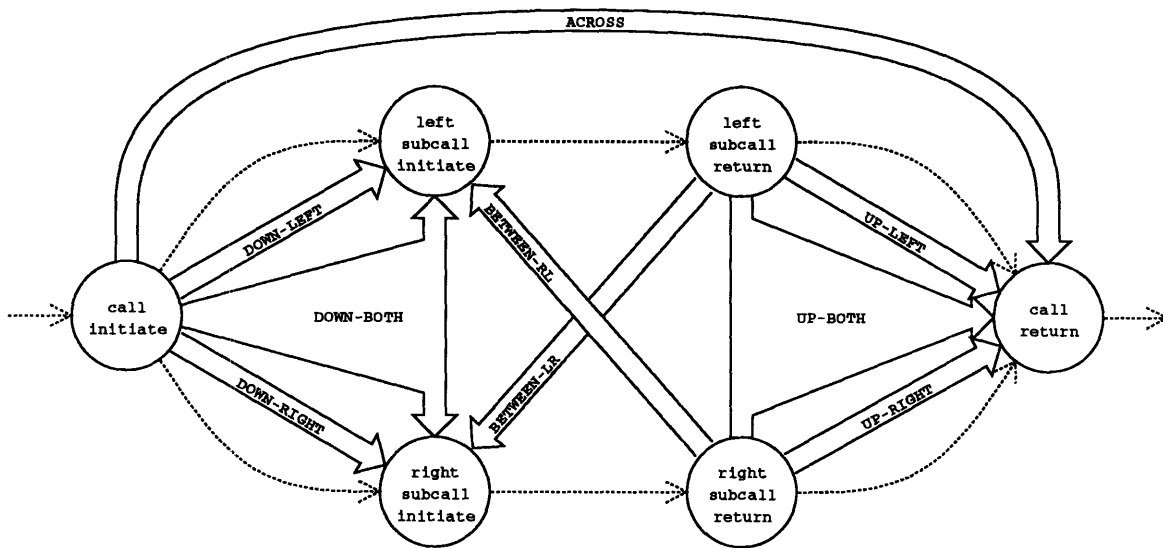 ACROSS
left
subcall
initiate
left
subcall
return
DOWN-LEFT
BETWEEN-RL
UP-LEFT
call
initiate
DOWN-BOTH
UP-BOTH
call
return
DOWN-RIGHT
BETWEEN-LR
UP-RIGHT
right
subcall
initiate
right
subcall
return